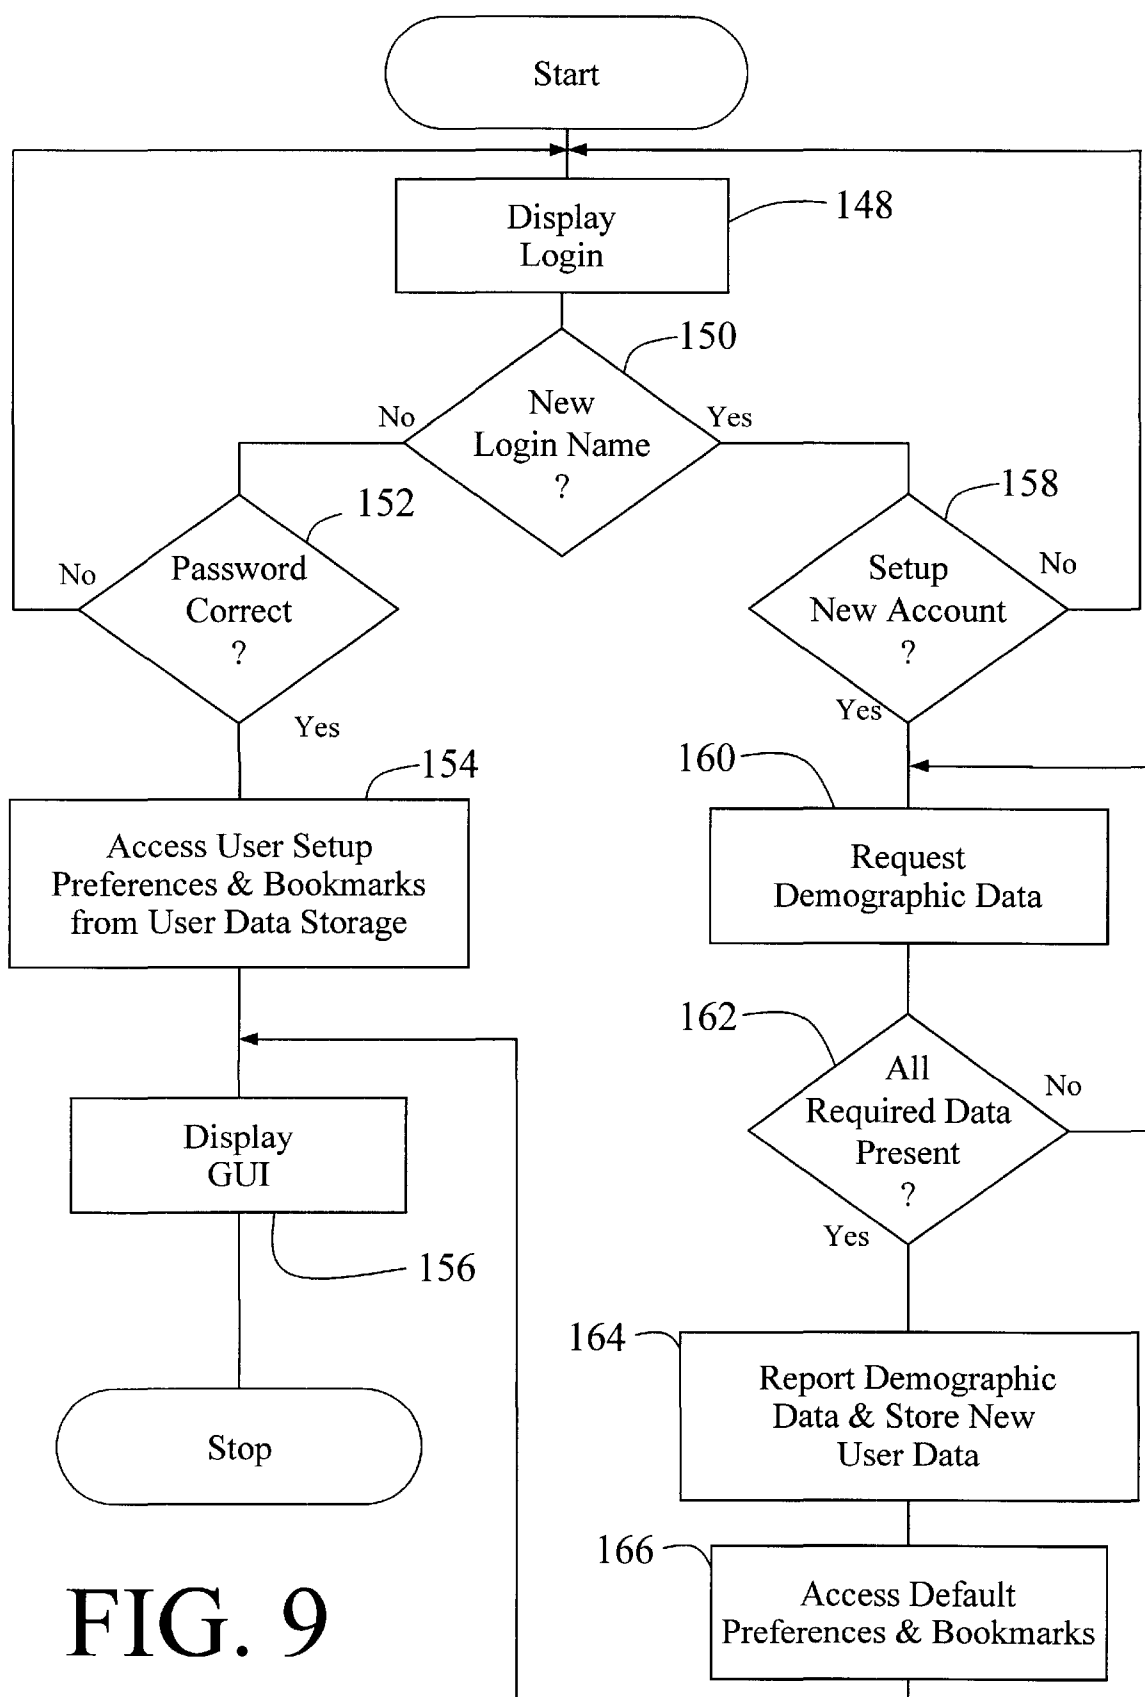 Start
Display
Login
148
150
New
Login Name
?
No
Yes
152
Password
Correct
?
No
Yes
158
Setup
New Account
?
No
Yes
154
Access User Setup
Preferences & Bookmarks
from User Data Storage
160
Request
Demographic Data
162
All
Required Data
Present
?
No
Yes
Display
GUI
156
164
Report Demographic
Data & Store New
User Data
Stop
166
Access Default
Preferences & Bookmarks
FIG. 9